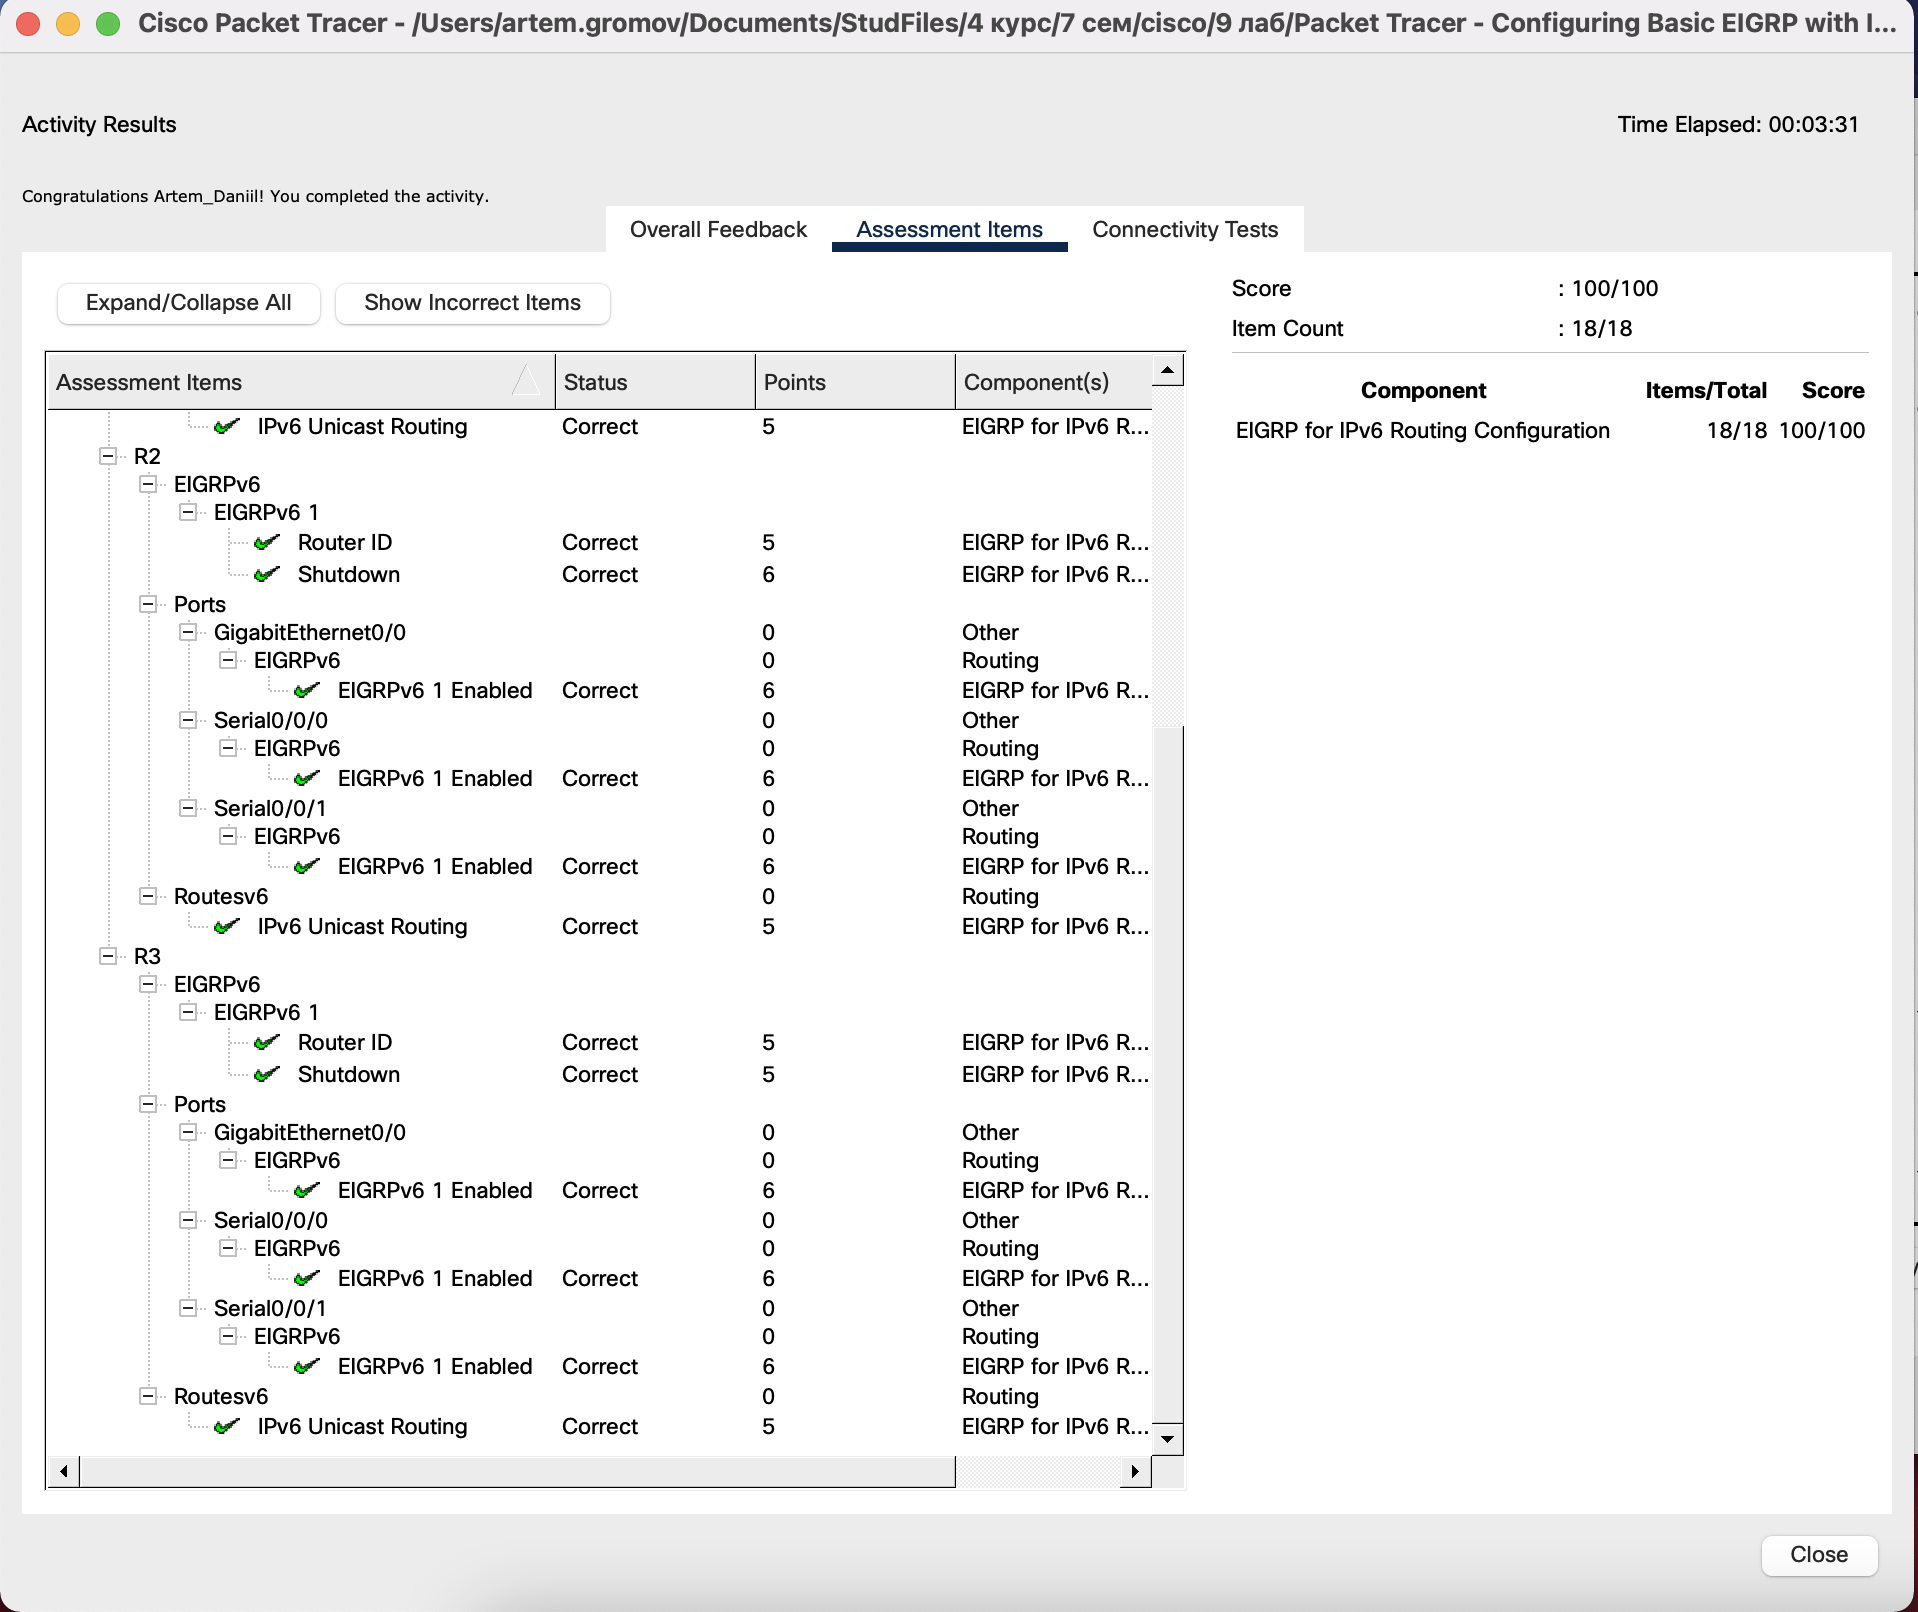 Cisco Packet Tracer - /Users/artem.gromov/Documents/StudFiles/4 курс/7 сем/cisco/9 лаб/Packet Tracer - Configuring Basic EIGRP with I...
Activity Results
Time Elapsed: 00:03:31
Congratulations Artem_Daniil! You completed the activity.
Overall Feedback Assessment Items Connectivity Tests
Expand/Collapse All Show Incorrect Items
Score : 100/100
Item Count : 18/18
Component Items/Total Score
EIGRP for IPv6 Routing Configuration 18/18 100/100
Assessment Items Status Points Component(s)
IPv6 Unicast Routing Correct 5 EIGRP for IPv6 R...
R2
EIGRPv6
EIGRPv6 1
Router ID Correct 5 EIGRP for IPv6 R...
Shutdown Correct 6 EIGRP for IPv6 R...
Ports
GigabitEthernet0/0 0 Other
EIGRPv6 0 Routing
EIGRPv6 1 Enabled Correct 6 EIGRP for IPv6 R...
Serial0/0/0 0 Other
EIGRPv6 0 Routing
EIGRPv6 1 Enabled Correct 6 EIGRP for IPv6 R...
Serial0/0/1 0 Other
EIGRPv6 0 Routing
EIGRPv6 1 Enabled Correct 6 EIGRP for IPv6 R...
Routesv6 0 Routing
IPv6 Unicast Routing Correct 5 EIGRP for IPv6 R...
R3
EIGRPv6
EIGRPv6 1
Router ID Correct 5 EIGRP for IPv6 R...
Shutdown Correct 5 EIGRP for IPv6 R...
Ports
GigabitEthernet0/0 0 Other
EIGRPv6 0 Routing
EIGRPv6 1 Enabled Correct 6 EIGRP for IPv6 R...
Serial0/0/0 0 Other
EIGRPv6 0 Routing
EIGRPv6 1 Enabled Correct 6 EIGRP for IPv6 R...
Serial0/0/1 0 Other
EIGRPv6 0 Routing
EIGRPv6 1 Enabled Correct 6 EIGRP for IPv6 R...
Routesv6 0 Routing
IPv6 Unicast Routing Correct 5 EIGRP for IPv6 R...
Close